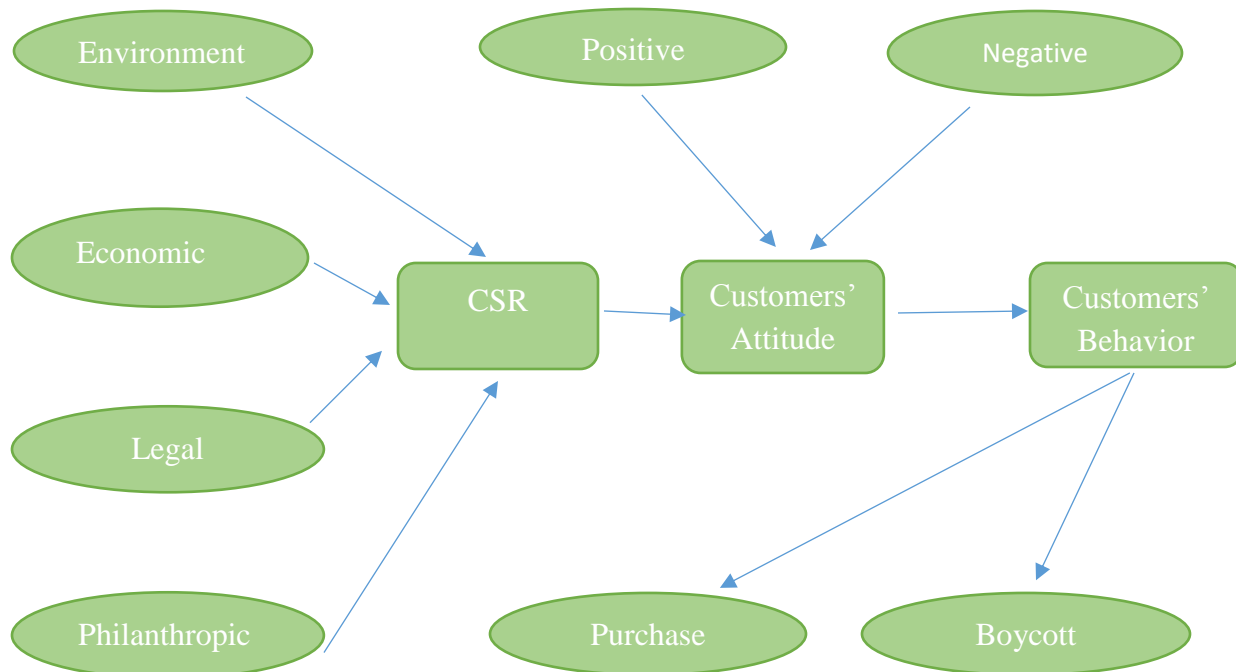 Environment
Positive
Negative
Economic
CSR
Customers’
Attitude
Customers’
Behavior
Legal
Philanthropic
Purchase
Boycott